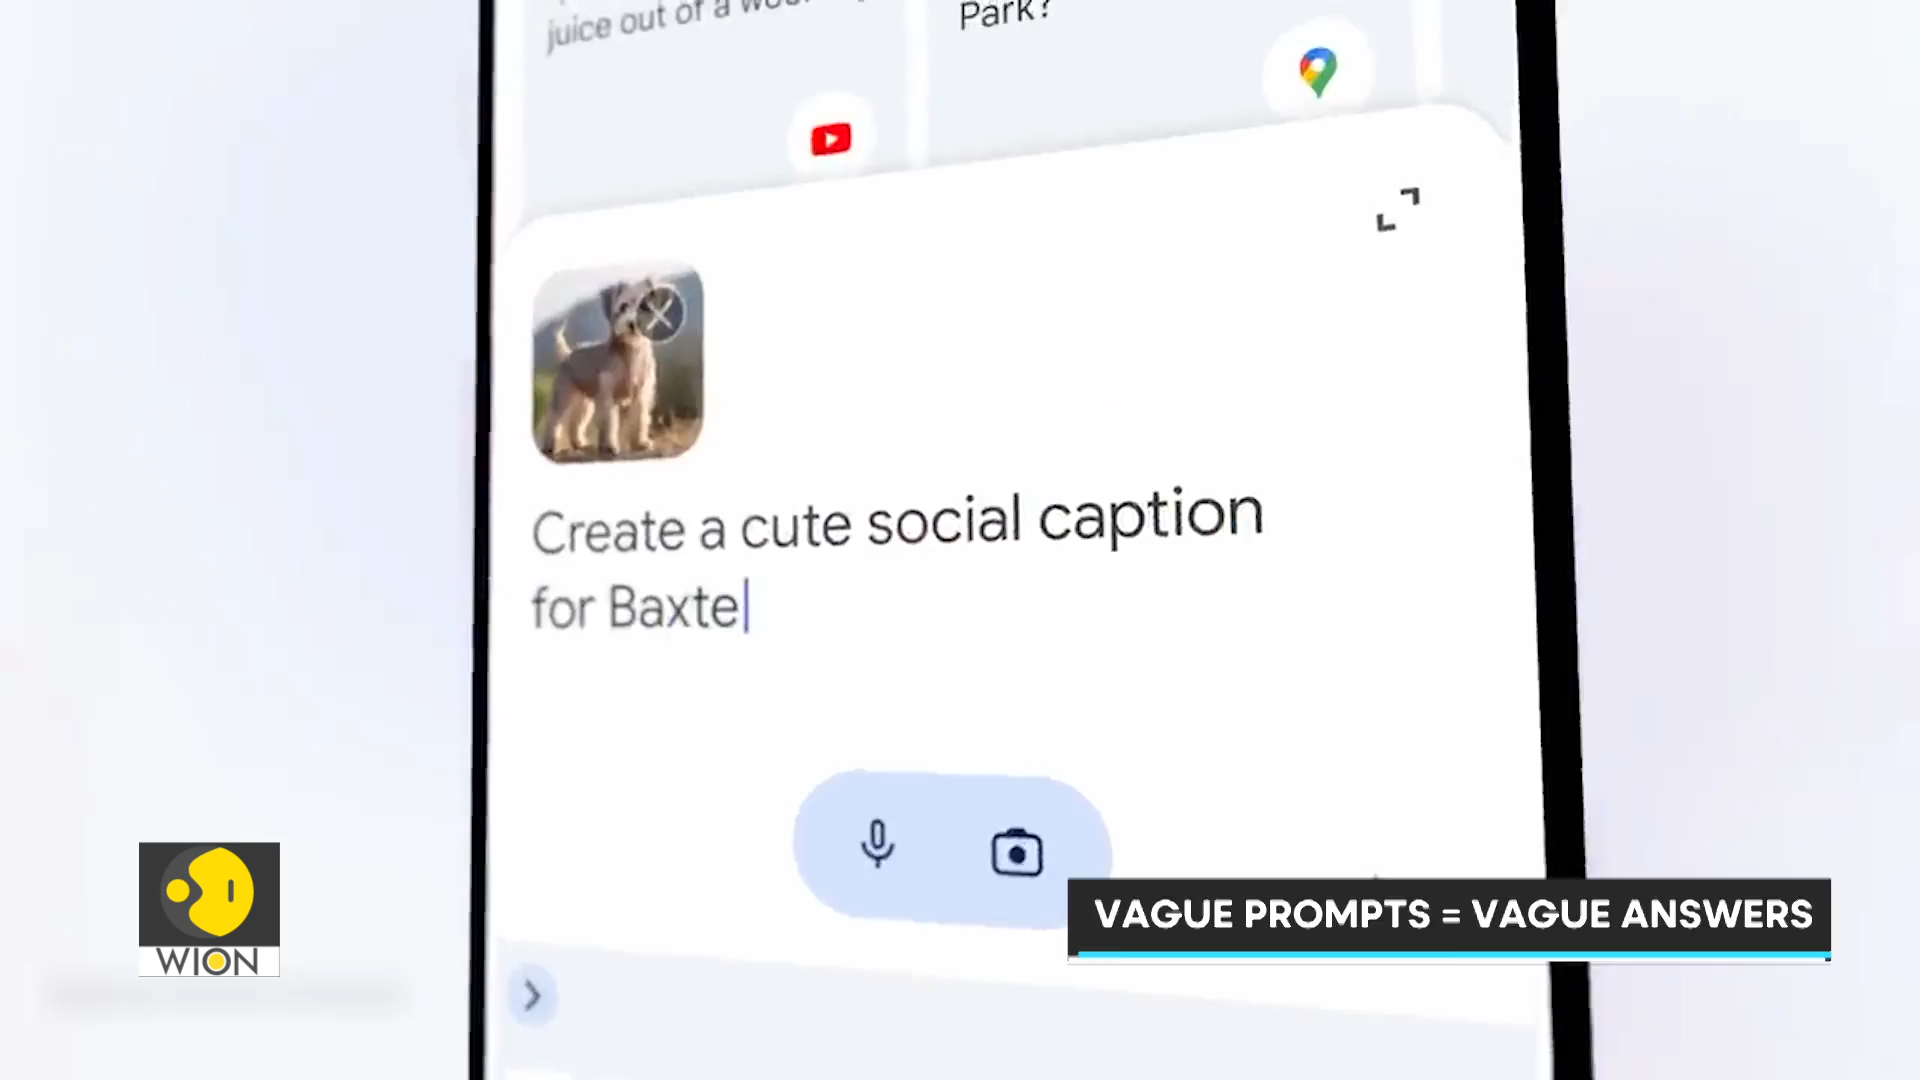 juice out of a
Park?
Create a cute social caption
for Baxte
VAGUE PROMPTS = VAGUE ANSWERS
WION